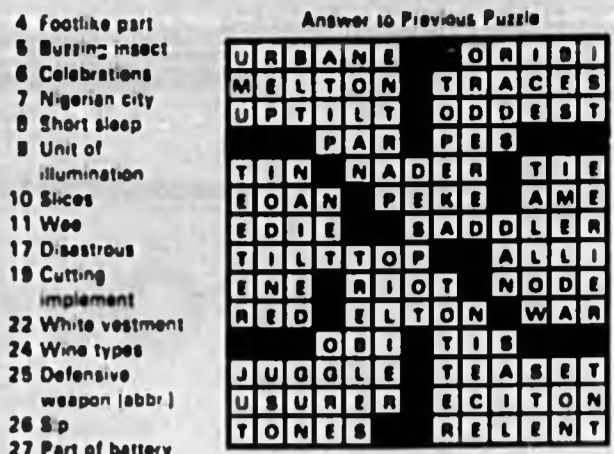 4 Footlike part
5 Buzzing insect
6 Celebrations
7 Nigerian city
8 Short sleep
9 Unit of
illumination
10 Slices
11 Wee
17 Disastrous
19 Cutting
implement
22 White vestment
24 Wine types
25 Defensive
weapon (abbr.)
26 Sip
27 Part of battery
Answer to Previous Puzzle
URBANE ORIBI
MELTON TRACES
UPTILT ODDEST
PAR PES
TIN NADER TIE
EOAN PEKE AME
EDIE SADDLER
TILTTOP ALLI
ENE RIOT NODE
RED ELTON WAR
OBI TIS
JUGGLE TEASET
USURER ECITON
TONES RELENT